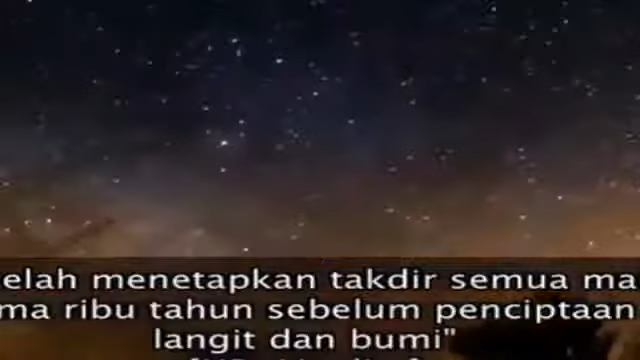 elah menetapkan takdir semua ma
ma ribu tahun sebelum penciptaan
langit dan bumi"